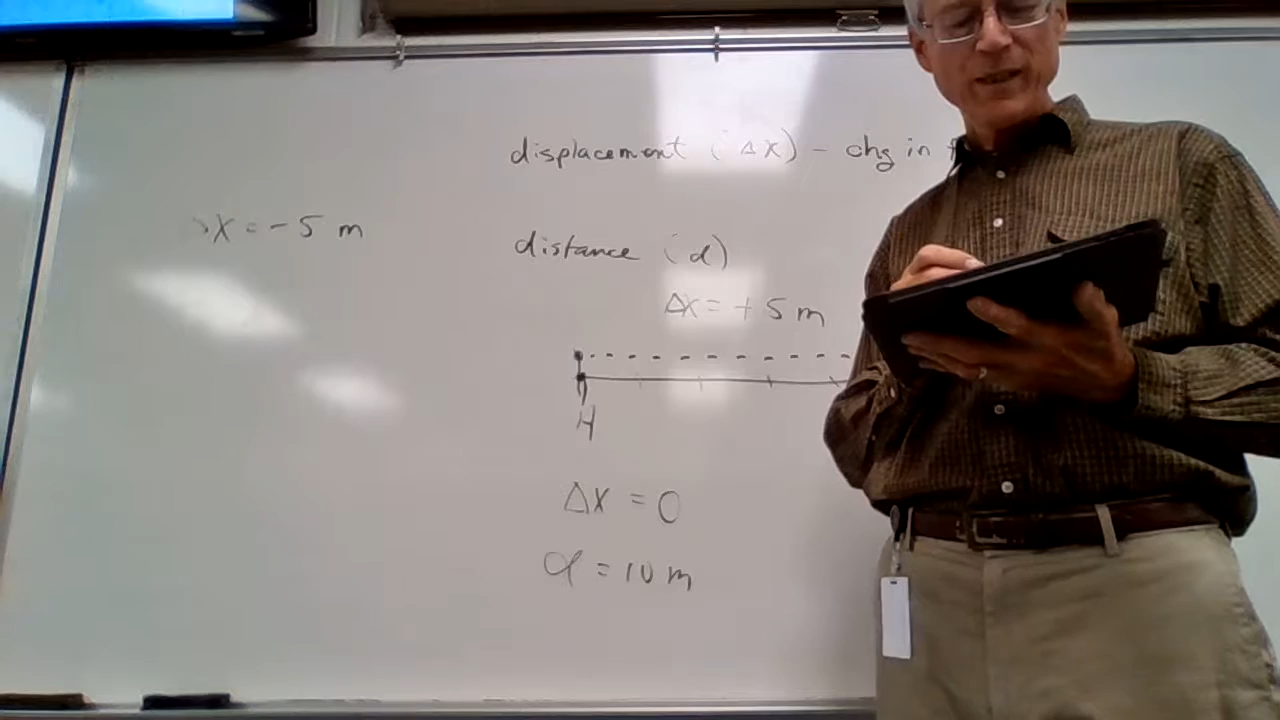 displacement (Δx) - chg in
Δx = - 5 m
distance (d)
Δx = + 5 m
H
Δx = 0
d = 10 m